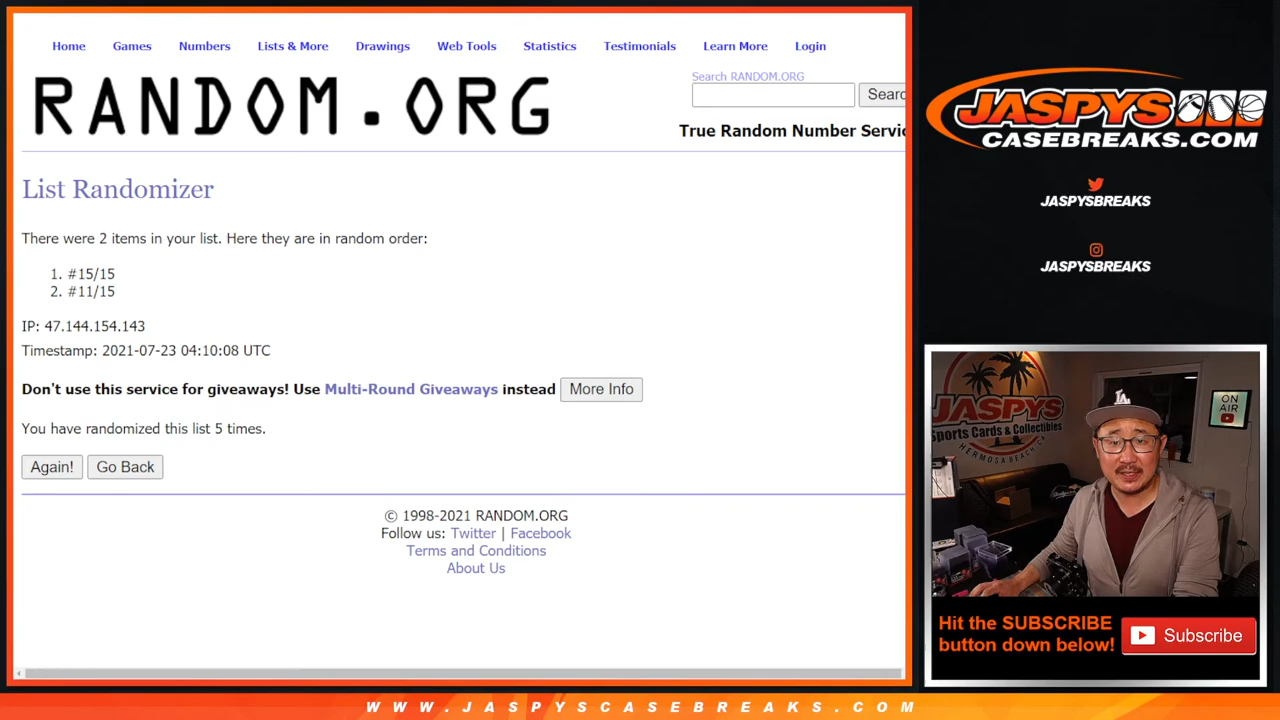 Home Games Numbers Lists & More Drawings Web Tools Statistics Testimonials Learn More Login
RANDOM.ORG
Search RANDOM.ORG
Searc
True Random Number Servic
List Randomizer
There were 2 items in your list. Here they are in random order:
1. #15/15
2. #11/15
IP: 47.144.154.143
Timestamp: 2021-07-23 04:10:08 UTC
Don't use this service for giveaways! Use Multi-Round Giveaways instead More Info
You have randomized this list 5 times.
Again! Go Back
© 1998-2021 RANDOM.ORG
Follow us: Twitter | Facebook
Terms and Conditions
About Us
JASPYS
CASEBREAKS.COM
JASPYSBREAKS
JASPYSBREAKS
JASPYS
Sports Cards & Collectibles
HERMOSA BEACH, CA
ON
AIR
LA
Hit the SUBSCRIBE
button down below!
Subscribe
WWW.JASPYSCASEBREAKS.COM